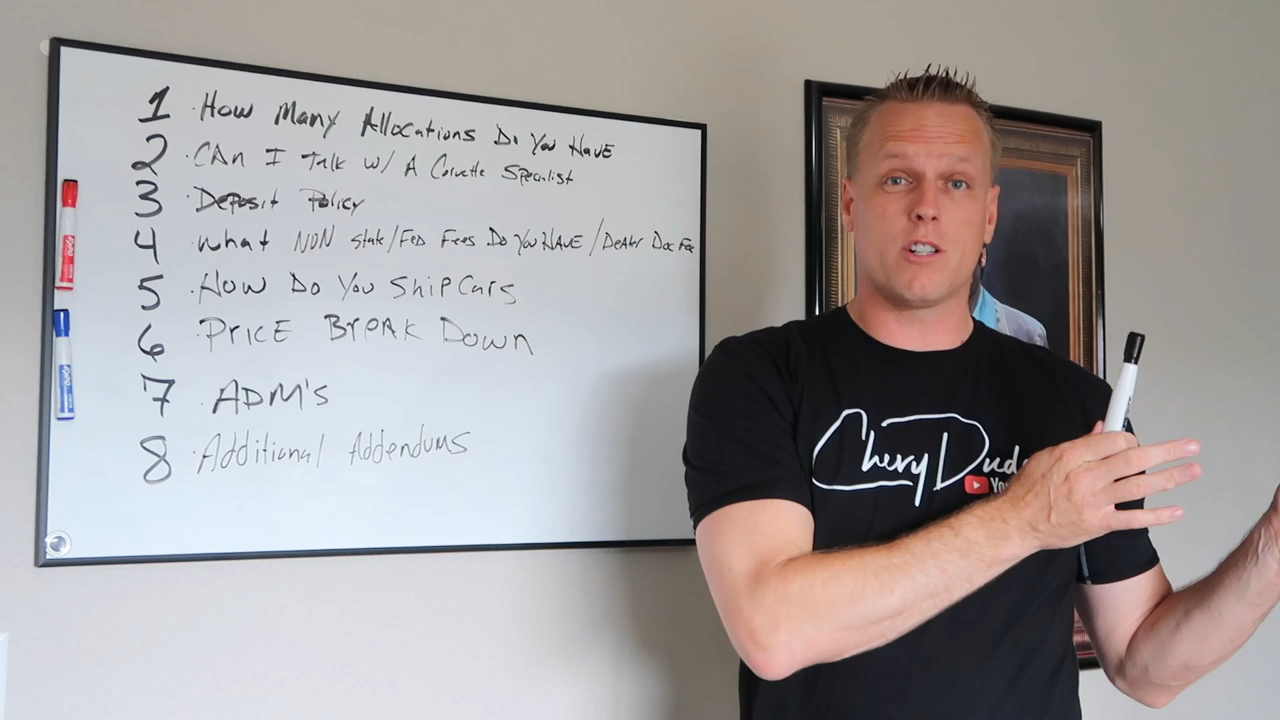 1 · How Many Allocations Do You Have
2 · CAn I Talk w/ A Corvette Specialist
3 · Deposit Policy
4 · what NON State/FED Fees Do You HAVE / DeAler Doc Fee
5 · How Do You Ship Cars
6 · Price BreAK Down
7 · ADM's
8 · Additional Addendums
ChevyDude
You